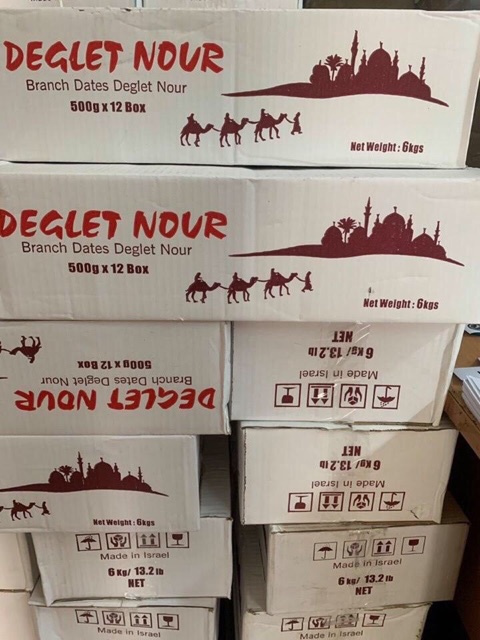 DEGLET NOUR
Branch Dates Deglet Nour
500g x 12 Box
Net Weight : 6kgs
DEGLET NOUR
Branch Dates Deglet Nour
500g x 12 Box
Net Weight : 6kgs
DEGLET NOUR
Branch Dates Deglet Nour
500g x 12 Box
Made in Israel
6 Kg/ 13.2 lb
NET
Net Weight : 6kgs
Made in Israel
6 Kg/ 13.2 lb
NET
Made in Israel
6 Kg/ 13.2 lb
NET
Made in Israel
6 Kg/ 13.2 lb
NET
Made in Israel
Made in Israel